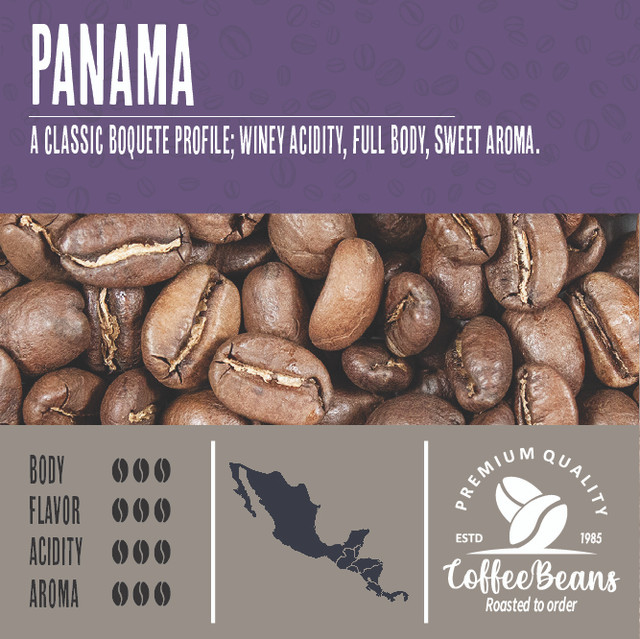 PANAMA
A CLASSIC BOQUETE PROFILE; WINEY ACIDITY, FULL BODY, SWEET AROMA.
BODY
FLAVOR
ACIDITY
AROMA
PREMIUM QUALITY
ESTD 1985
CoffeeBeans
Roasted to order